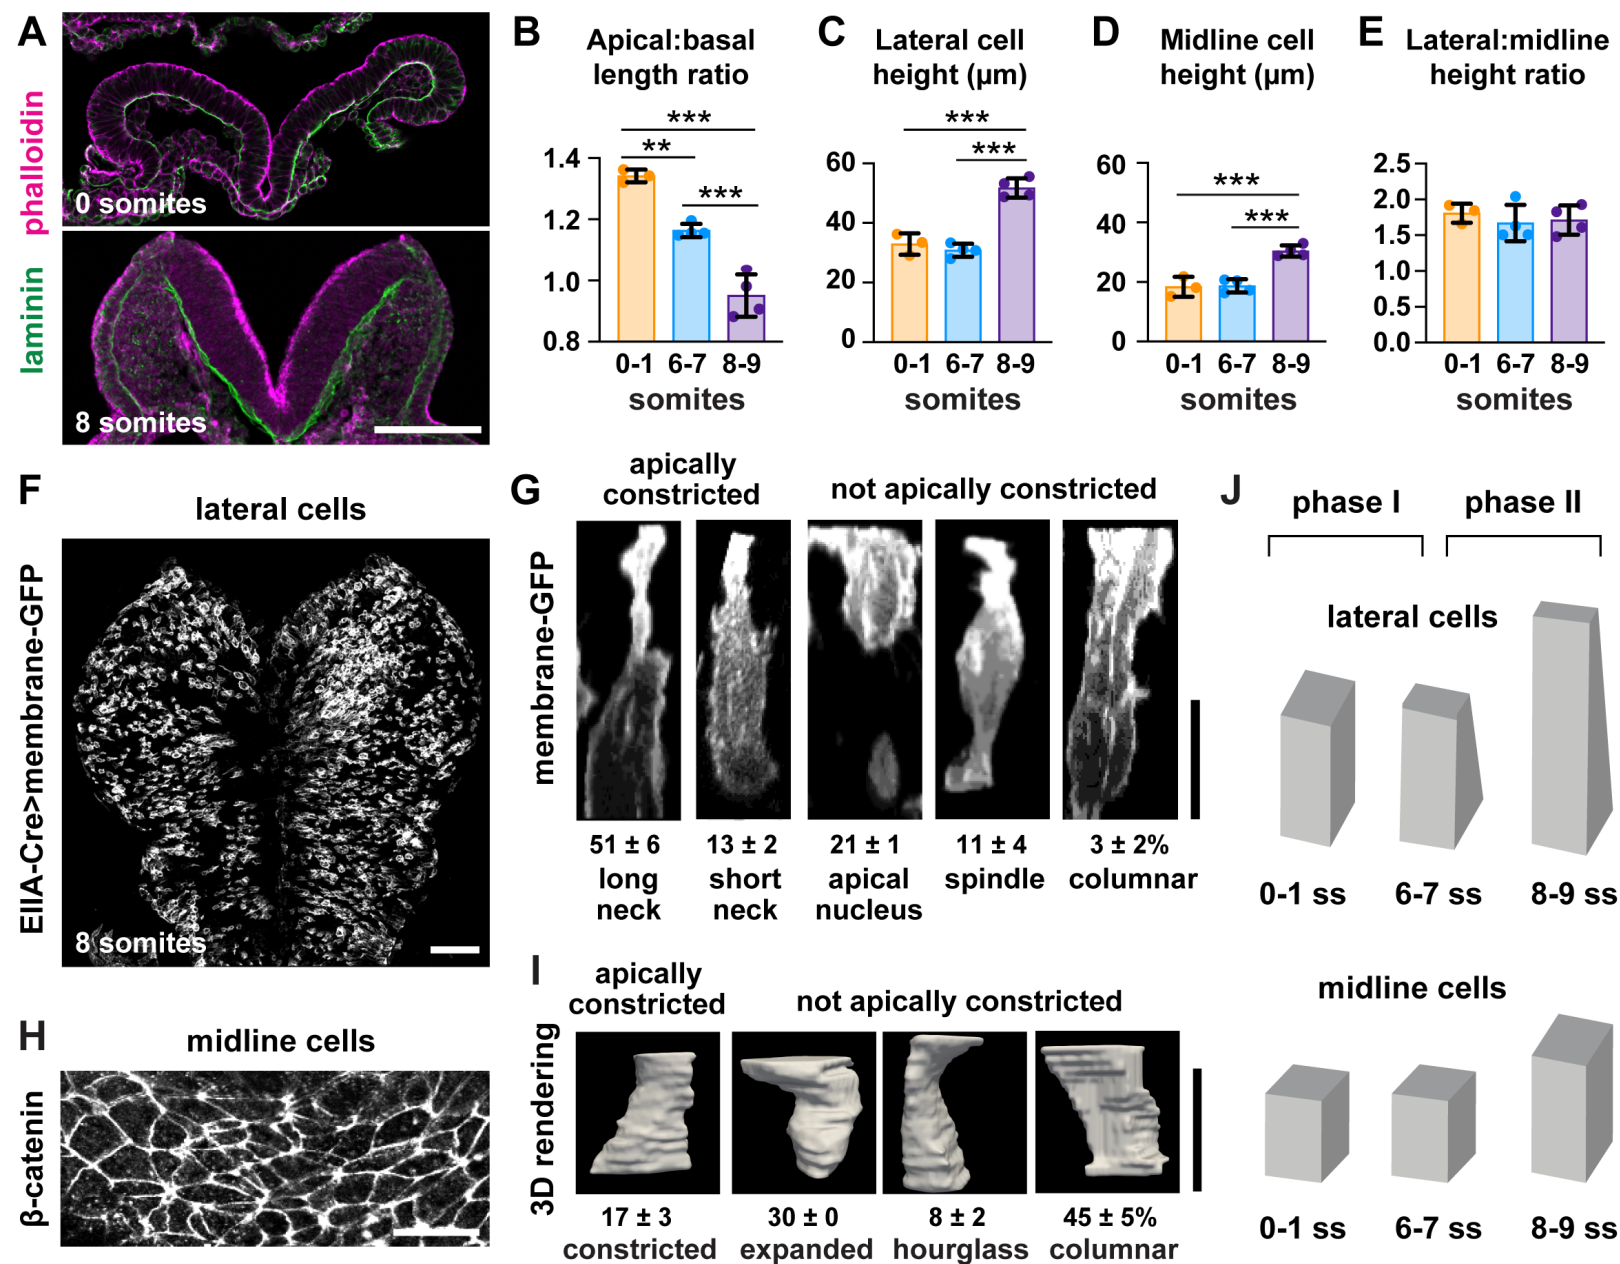 A
phalloidin
laminin
0 somites
8 somites
B
Apical:basal
length ratio
***
**
***
1.4
1.2
1.0
0.8
0-1 6-7 8-9
somites
C
Lateral cell
height (µm)
***
***
60
40
20
0
0-1 6-7 8-9
somites
D
Midline cell
height (µm)
***
***
60
40
20
0
0-1 6-7 8-9
somites
E
Lateral:midline
height ratio
2.5
2.0
1.5
1.0
0.5
0.0
0-1 6-7 8-9
somites
F
lateral cells
EIIA-Cre>membrane-GFP
8 somites
G
apically
constricted
not apically constricted
membrane-GFP
51 ± 6 13 ± 2 21 ± 1 11 ± 4 3 ± 2%
long short apical spindle columnar
neck neck nucleus
H
midline cells
β-catenin
I
apically
constricted
not apically constricted
3D rendering
17 ± 3 30 ± 0 8 ± 2 45 ± 5%
constricted expanded hourglass columnar
J
phase I phase II
lateral cells
0-1 ss 6-7 ss 8-9 ss
midline cells
0-1 ss 6-7 ss 8-9 ss